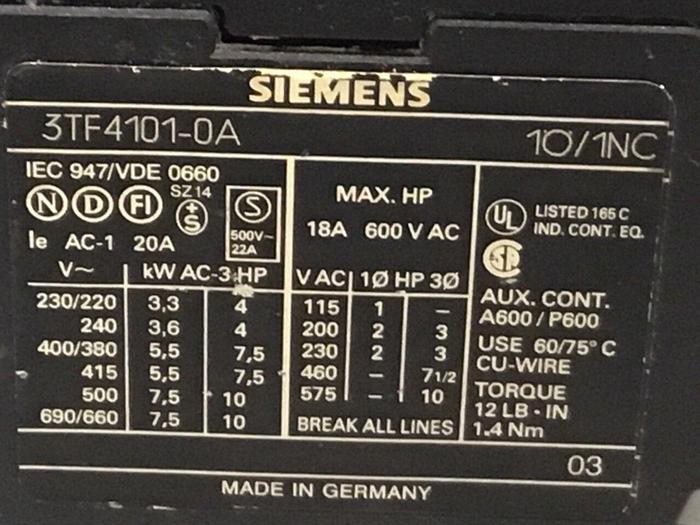 SIEMENS
3TF4101-0A
10/1NC
IEC 947/VDE 0660
N D FI
SZ 14
+S
S
500V~
22A
Ie AC-1 20A
V~ kW AC-3 HP
230/220 3,3 4
240 3,6 4
400/380 5,5 7,5
415 5,5 7,5
500 7,5 10
690/660 7,5 10
MAX. HP
18A 600 V AC
V AC 1Ø HP 3Ø
115 1 –
200 2 3
230 2 3
460 – 7 1/2
575 – 10
BREAK ALL LINES
UL LISTED 165 C
IND. CONT. EQ.
SA
AUX. CONT.
A600 / P600
USE 60/75° C
CU-WIRE
TORQUE
12 LB - IN
1.4 Nm
03
MADE IN GERMANY